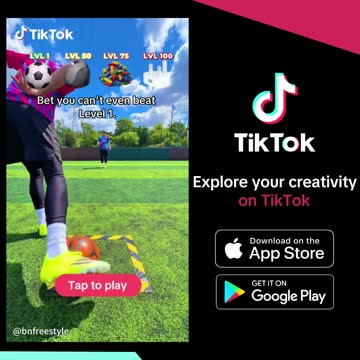 TikTok
LVL 1 LVL 50 LVL 75 LVL 100
Bet you can't even beat
Level 1.
Tap to play
@bnfreestyle
TikTok
Explore your creativity
on TikTok
Download on the
App Store
GET IT ON
Google Play